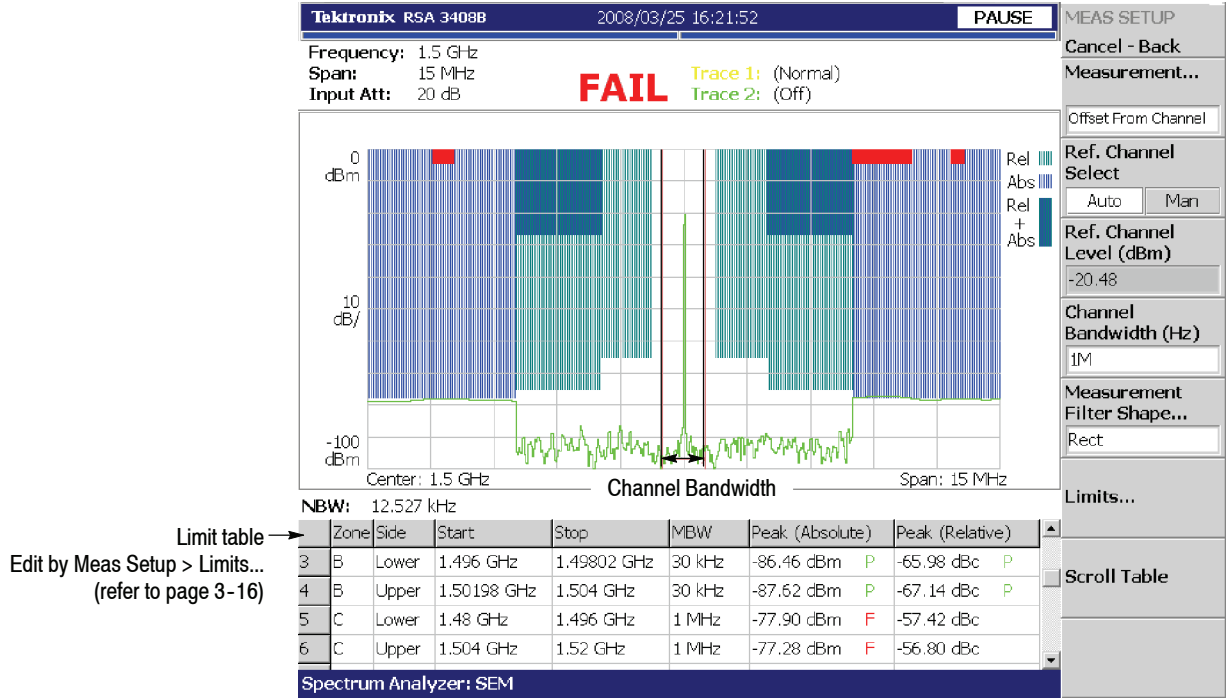 Tektronix RSA 3408B 2008/03/25 16:21:52 PAUSE
Frequency: 1.5 GHz
Span: 15 MHz
Input Att: 20 dB
FAIL
Trace 1: (Normal)
Trace 2: (Off)
0
dBm
10
dB/
-100
dBm
Rel
Abs
Rel
+
Abs
Center: 1.5 GHz
Channel Bandwidth
Span: 15 MHz
NBW: 12.527 kHz
Limit table
Edit by Meas Setup > Limits...
(refer to page 3-16)
Zone Side Start Stop MBW Peak (Absolute) Peak (Relative)
3 B Lower 1.496 GHz 1.49802 GHz 30 kHz -86.46 dBm P -65.98 dBc P
4 B Upper 1.50198 GHz 1.504 GHz 30 kHz -87.62 dBm P -67.14 dBc P
5 C Lower 1.48 GHz 1.496 GHz 1 MHz -77.90 dBm F -57.42 dBc
6 C Upper 1.504 GHz 1.52 GHz 1 MHz -77.28 dBm F -56.80 dBc
Spectrum Analyzer: SEM
MEAS SETUP
Cancel - Back
Measurement...
Offset From Channel
Ref. Channel
Select
Auto Man
Ref. Channel
Level (dBm)
-20.48
Channel
Bandwidth (Hz)
1M
Measurement
Filter Shape...
Rect
Limits...
Scroll Table